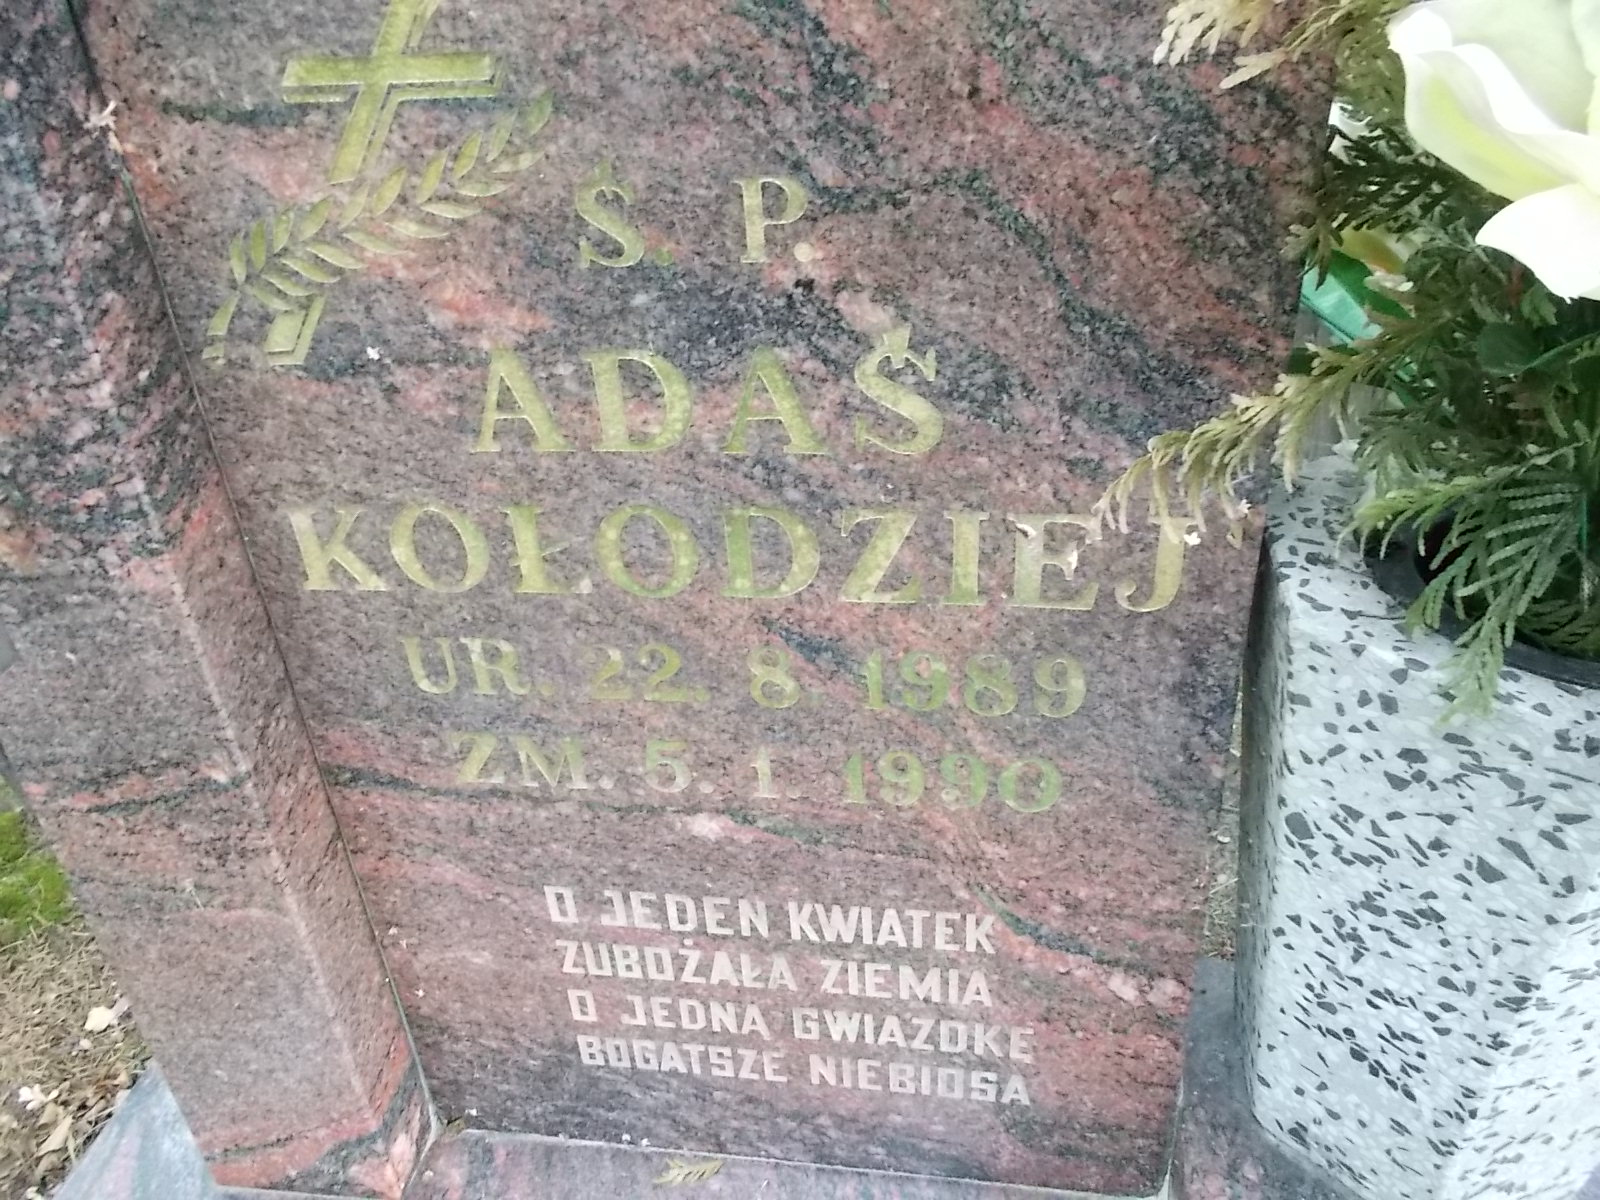 Ś. P.
ADAŚ
KOŁODZIEJ
UR. 22. 8. 1989
ZM. 5. 1. 1990
O JEDEN KWIATEK
ZUBOŻAŁA ZIEMIA
O JEDNĄ GWIAZDKĘ
BOGATSZE NIEBIOSA